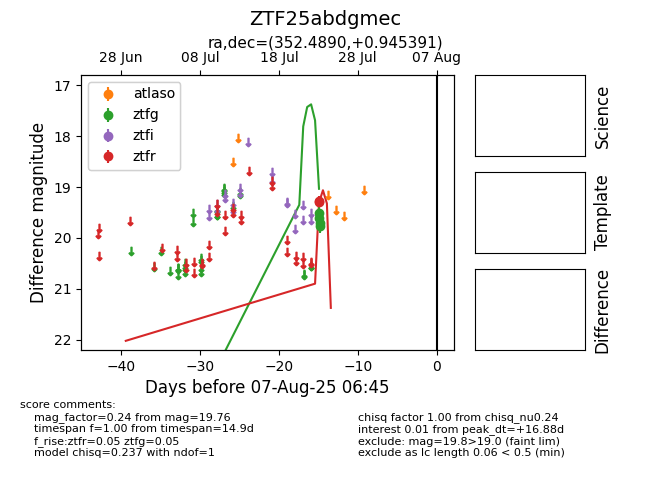 ZTF25abdgmec
ra,dec=(352.4890,+0.945391)
28 Jun 08 Jul 18 Jul 28 Jul 07 Aug
17
18
19
20
21
22
Difference magnitude
atlaso
ztfg
ztfi
ztfr
−40 −30 −20 −10 0
Days before 07-Aug-25 06:45
Science
Template
Difference
score comments:
mag_factor=0.24 from mag=19.76
timespan f=1.00 from timespan=14.9d
f_rise:ztfr=0.05 ztfg=0.05
model chisq=0.237 with ndof=1
chisq factor 1.00 from chisq_nu0.24
interest 0.01 from peak_dt=+16.88d
exclude: mag=19.8>19.0 (faint lim)
exclude as lc length 0.06 < 0.5 (min)